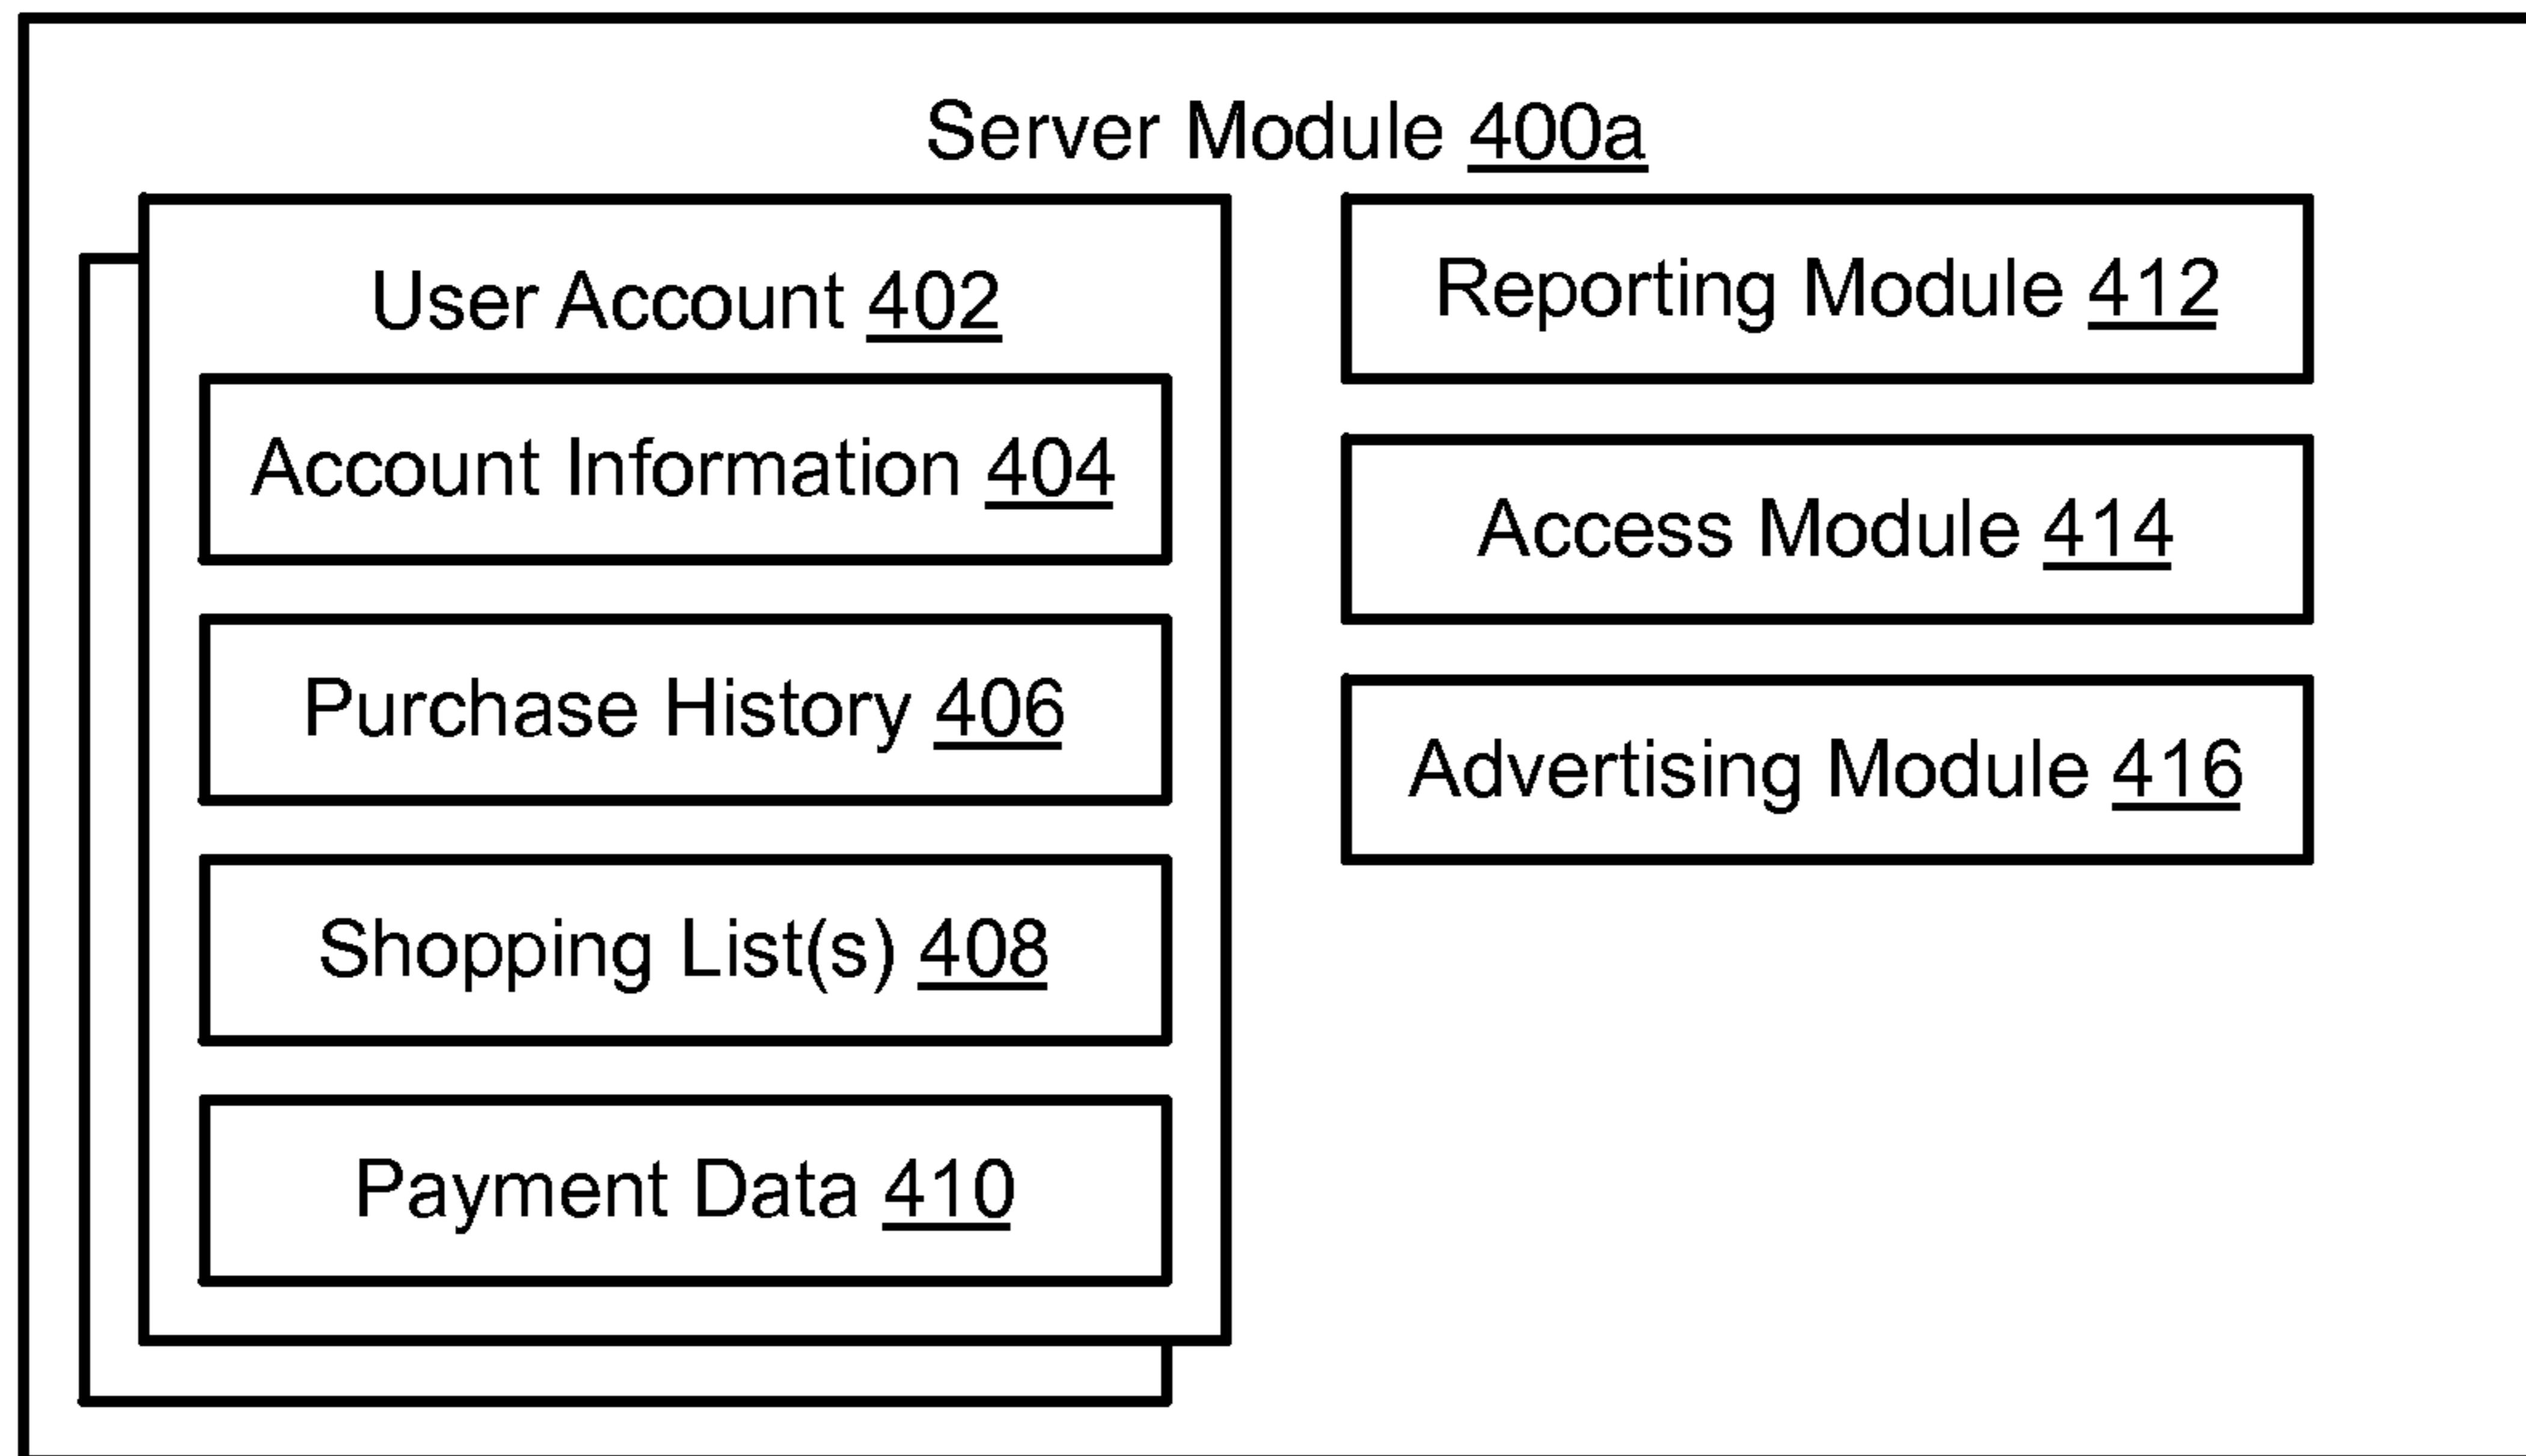 Server Module 400a
User Account 402
Account Information 404
Purchase History 406
Shopping List(s) 408
Payment Data 410
Reporting Module 412
Access Module 414
Advertising Module 416